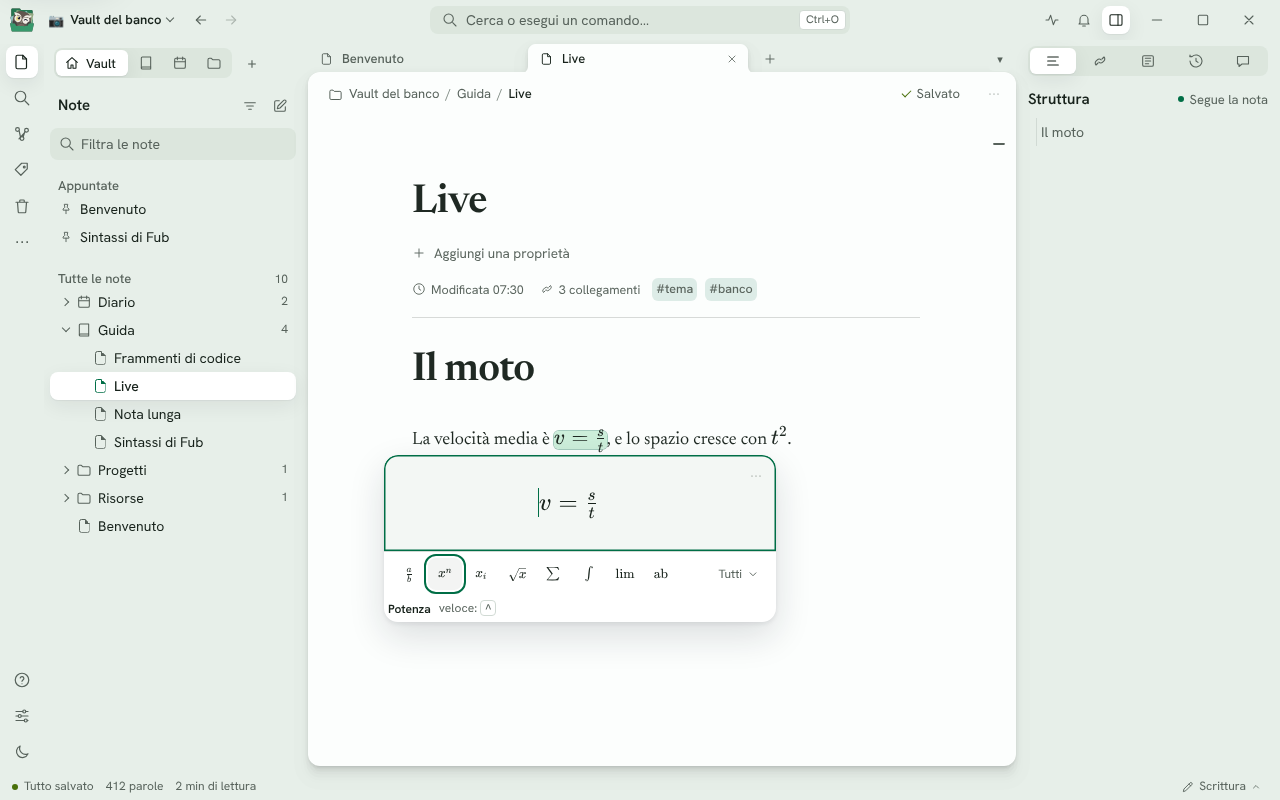 Vault del banco
Cerca o esegui un comando...
Ctrl+O
Vault
Benvenuto
Live
Note
Filtra le note
Appuntate
Benvenuto
Sintassi di Fub
Tutte le note 10
Diario 2
Guida 4
Frammenti di codice
Live
Nota lunga
Sintassi di Fub
Progetti 1
Risorse 1
Benvenuto
Vault del banco / Guida / Live
Salvato
Live
Aggiungi una proprietà
Modificata 07:30 3 collegamenti #tema #banco
Il moto
La velocità media è v = s/t, e lo spazio cresce con t².
v = s/t
a/b xⁿ xᵢ √x ∑ ∫ lim ab Tutti
Potenza veloce: ^
Struttura
Segue la nota
Il moto
Tutto salvato 412 parole 2 min di lettura
Scrittura